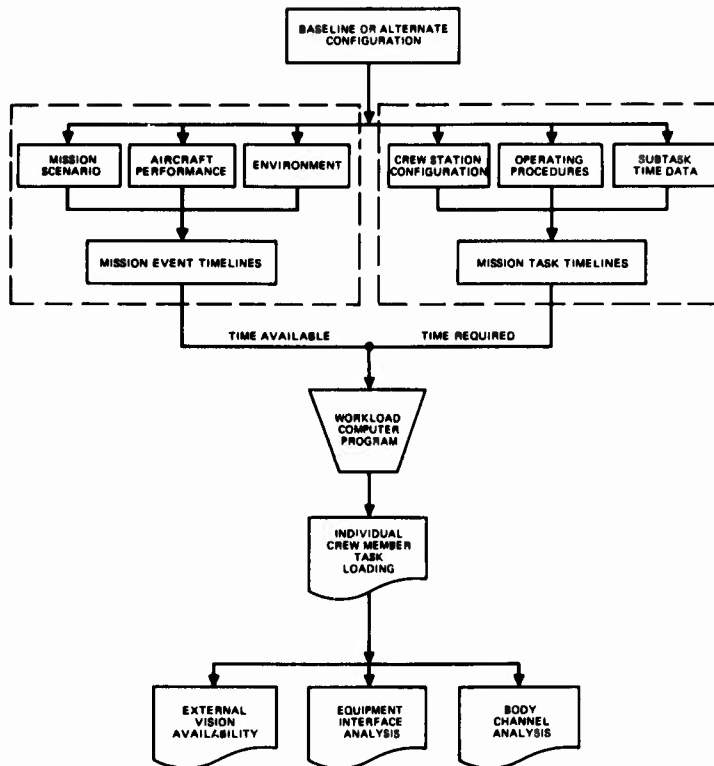 BASELINE OR ALTERNATE
CONFIGURATION
MISSION
SCENARIO
AIRCRAFT
PERFORMANCE
ENVIRONMENT
CREW STATION
CONFIGURATION
OPERATING
PROCEDURES
SUBTASK
TIME DATA
MISSION EVENT TIMELINES
MISSION TASK TIMELINES
TIME AVAILABLE
TIME REQUIRED
WORKLOAD
COMPUTER
PROGRAM
INDIVIDUAL
CREW MEMBER
TASK
LOADING
EXTERNAL
VISION
AVAILABILITY
EQUIPMENT
INTERFACE
ANALYSIS
BODY
CHANNEL
ANALYSIS